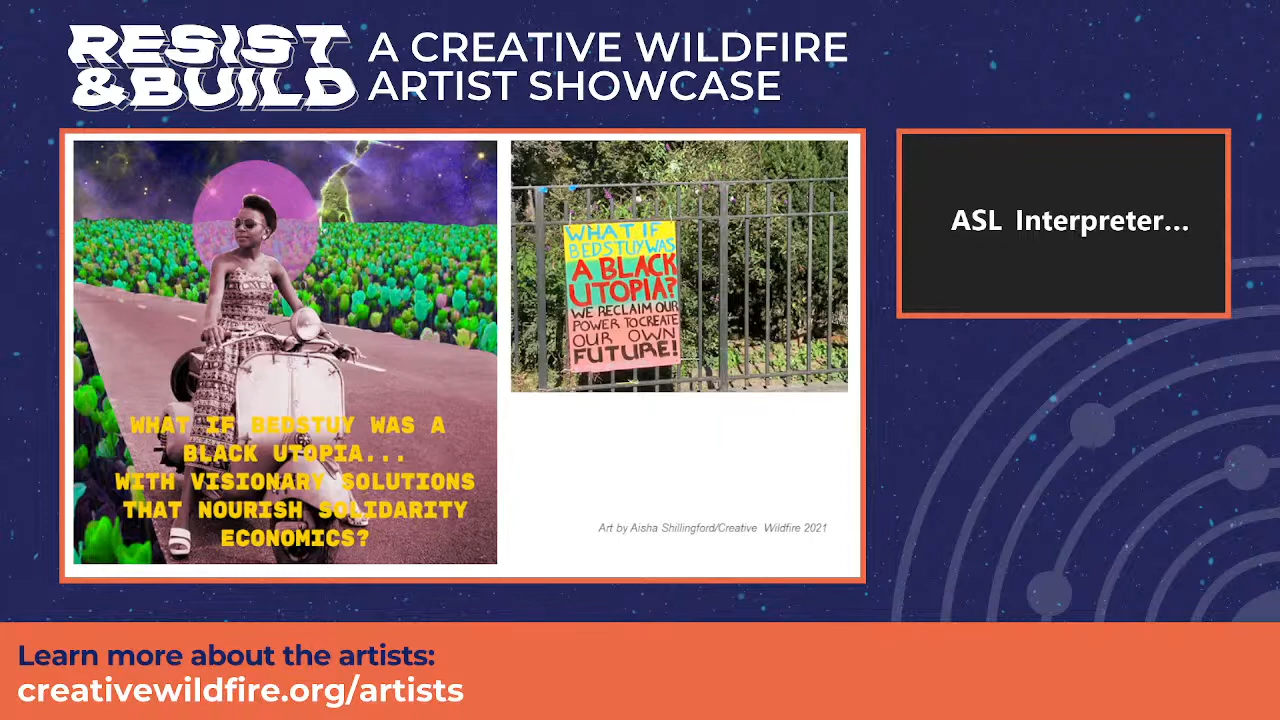 RESIST
&BUILD
A CREATIVE WILDFIRE
ARTIST SHOWCASE
WHAT IF BEDSTUY WAS A
BLACK UTOPIA...
WITH VISIONARY SOLUTIONS
THAT NOURISH SOLIDARITY
ECONOMICS?
WHAT IF
BEDSTUY WAS
A BLACK
UTOPIA?
WE RECLAIM OUR
POWER TO CREATE
OUR OWN
FUTURE!
Art by Aisha Shillingford/Creative Wildfire 2021
ASL Interpreter...
Learn more about the artists:
creativewildfire.org/artists